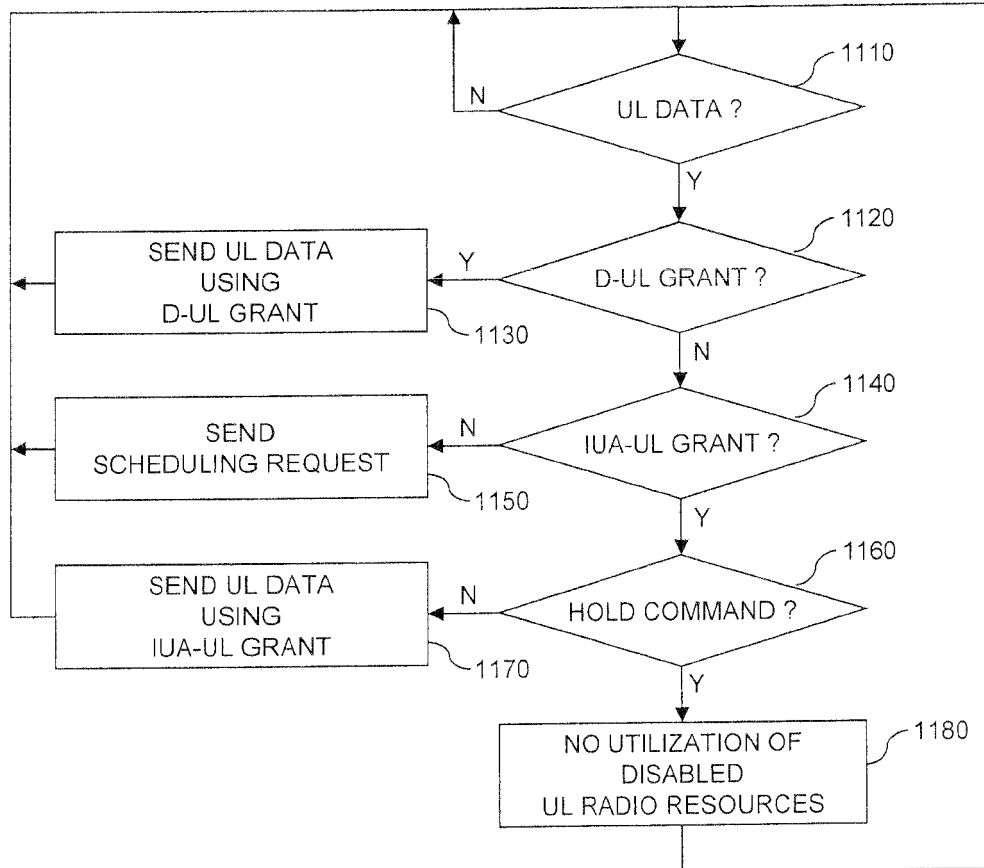 1110
N
UL DATA ?
Y
1120
SEND UL DATA
USING
D-UL GRANT
Y
D-UL GRANT ?
1130
N
1140
SEND
SCHEDULING REQUEST
N
IUA-UL GRANT ?
1150
Y
1160
SEND UL DATA
USING
IUA-UL GRANT
N
HOLD COMMAND ?
1170
Y
1180
NO UTILIZATION OF
DISABLED
UL RADIO RESOURCES